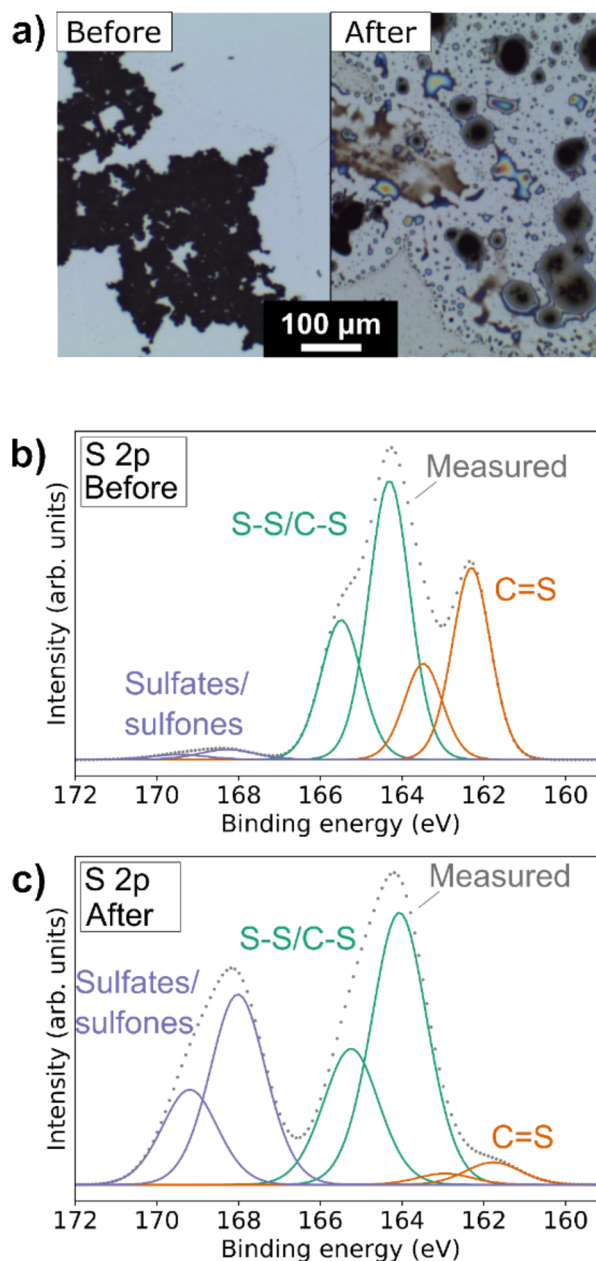 a)
Before
After
100 µm
b)
S 2p
Before
Measured
S-S/C-S
C=S
Sulfates/
sulfones
Intensity (arb. units)
172 170 168 166 164 162 160
Binding energy (eV)
c)
S 2p
After
Measured
S-S/C-S
Sulfates/
sulfones
C=S
Intensity (arb. units)
172 170 168 166 164 162 160
Binding energy (eV)